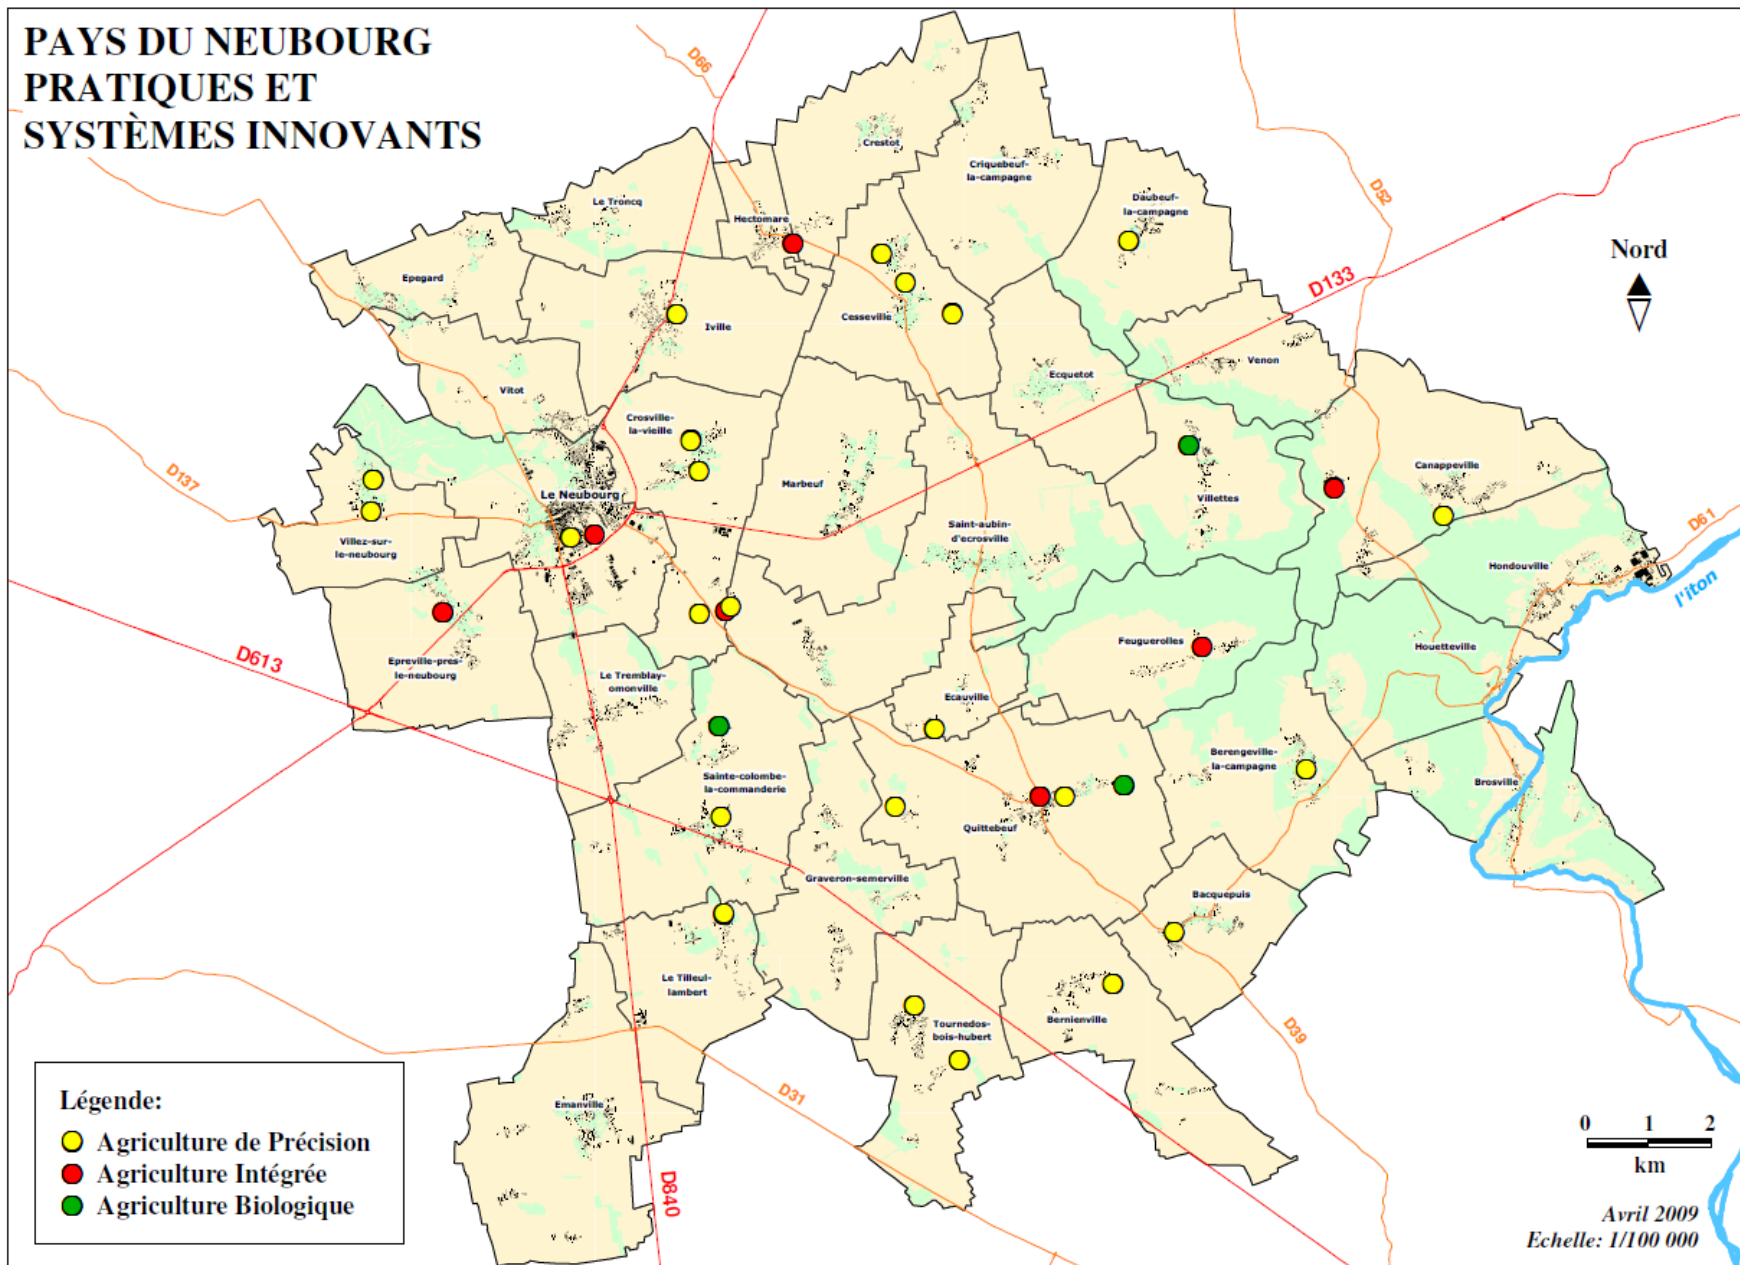 PAYS DU NEUBOURG
PRATIQUES ET
SYSTÈMES INNOVANTS
D66
Crestot
Criquebeuf-
la-campagne
Le Troncq
Hectomare
Daubeuf-
la-campagne
D52
Nord
Epegard
D133
Iville
Cesseville
Venon
Ecquetot
Vitot
Crosville-
la-vieille
Canappeville
D137
Marbeuf
Le Neubourg
Villettes
Saint-aubin-
d'ecrosville
D61
Villez-sur-
le-neubourg
Hondouville
l'iton
Feuguerolles
Houetteville
D613
Epreville-pres-
le-neubourg
Le Tremblay-
omonville
Ecauville
Berengeville-
la-campagne
Sainte-colombe-
la-commanderie
Brosville
Quittebeuf
Graveron-semerville
Bacquepuis
Le Tilleul-
lambert
Bernienville
Tournedos-
bois-hubert
D39
D31
Emanville
D840
Légende:
Agriculture de Précision
Agriculture Intégrée
Agriculture Biologique
0 1 2
km
Avril 2009
Echelle: 1/100 000